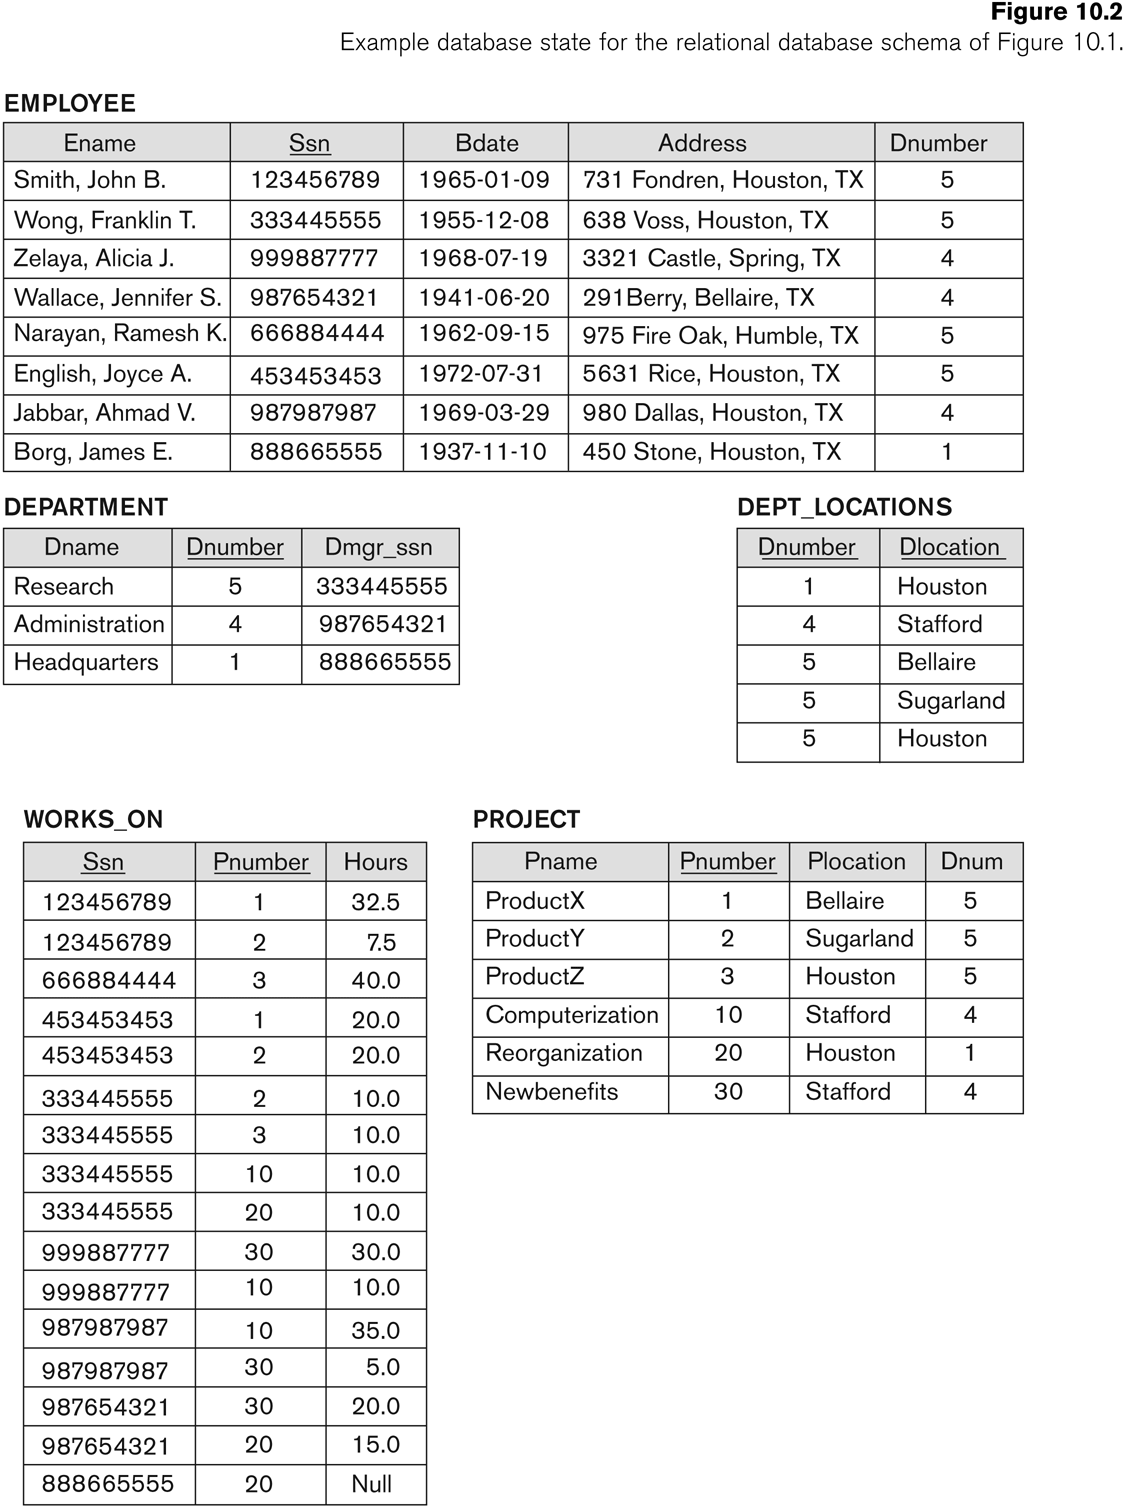 Figure 10.2
Example database state for the relational database schema of Figure 10.1.
EMPLOYEE
Ename Ssn Bdate Address Dnumber
Smith, John B. 123456789 1965-01-09 731 Fondren, Houston, TX 5
Wong, Franklin T. 333445555 1955-12-08 638 Voss, Houston, TX 5
Zelaya, Alicia J. 999887777 1968-07-19 3321 Castle, Spring, TX 4
Wallace, Jennifer S. 987654321 1941-06-20 291Berry, Bellaire, TX 4
Narayan, Ramesh K. 666884444 1962-09-15 975 Fire Oak, Humble, TX 5
English, Joyce A. 453453453 1972-07-31 5631 Rice, Houston, TX 5
Jabbar, Ahmad V. 987987987 1969-03-29 980 Dallas, Houston, TX 4
Borg, James E. 888665555 1937-11-10 450 Stone, Houston, TX 1
DEPARTMENT
Dname Dnumber Dmgr_ssn
Research 5 333445555
Administration 4 987654321
Headquarters 1 888665555
DEPT_LOCATIONS
Dnumber Dlocation
1 Houston
4 Stafford
5 Bellaire
5 Sugarland
5 Houston
WORKS_ON
Ssn Pnumber Hours
123456789 1 32.5
123456789 2 7.5
666884444 3 40.0
453453453 1 20.0
453453453 2 20.0
333445555 2 10.0
333445555 3 10.0
333445555 10 10.0
333445555 20 10.0
999887777 30 30.0
999887777 10 10.0
987987987 10 35.0
987987987 30 5.0
987654321 30 20.0
987654321 20 15.0
888665555 20 Null
PROJECT
Pname Pnumber Plocation Dnum
ProductX 1 Bellaire 5
ProductY 2 Sugarland 5
ProductZ 3 Houston 5
Computerization 10 Stafford 4
Reorganization 20 Houston 1
Newbenefits 30 Stafford 4